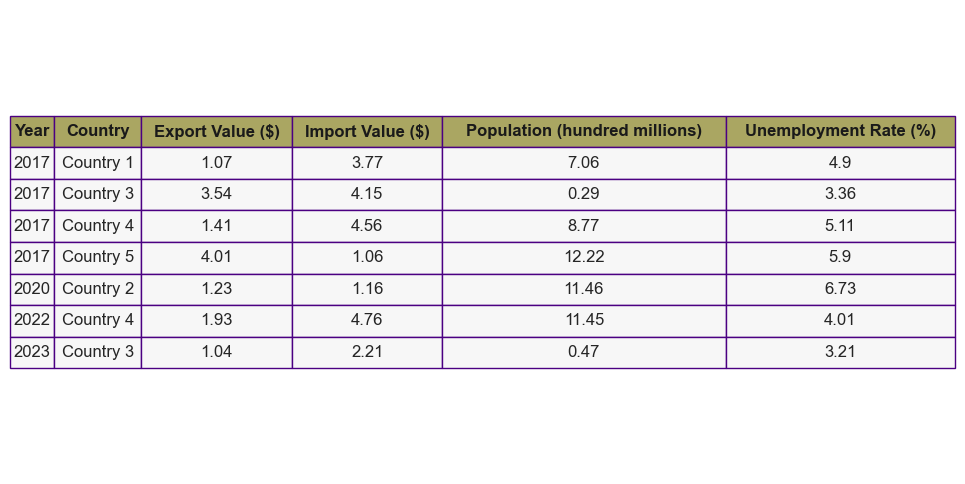 Year Country Export Value ($) Import Value ($) Population (hundred millions) Unemployment Rate (%)
2017 Country 1 1.07 3.77 7.06 4.9
2017 Country 3 3.54 4.15 0.29 3.36
2017 Country 4 1.41 4.56 8.77 5.11
2017 Country 5 4.01 1.06 12.22 5.9
2020 Country 2 1.23 1.16 11.46 6.73
2022 Country 4 1.93 4.76 11.45 4.01
2023 Country 3 1.04 2.21 0.47 3.21